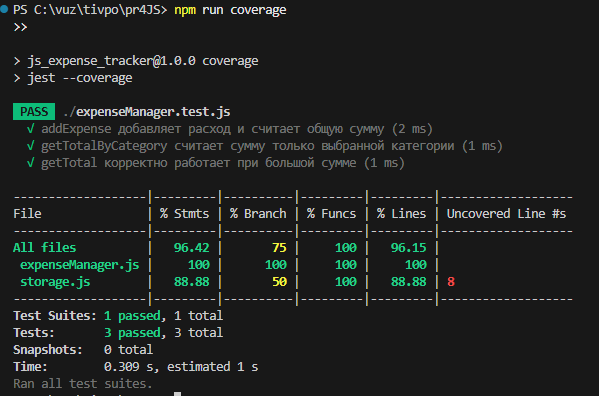 PS C:\vuz\tivpo\pr4JS> npm run coverage
>>
> js_expense_tracker@1.0.0 coverage
> jest --coverage
PASS ./expenseManager.test.js
√ addExpense добавляет расход и считает общую сумму (2 ms)
√ getTotalByCategory считает сумму только выбранной категории (1 ms)
√ getTotal корректно работает при большой сумме (1 ms)
-------------------|---------|----------|---------|---------|-------------------
File | % Stmts | % Branch | % Funcs | % Lines | Uncovered Line #s
-------------------|---------|----------|---------|---------|-------------------
All files | 96.42 | 75 | 100 | 96.15 |
expenseManager.js | 100 | 100 | 100 | 100 |
storage.js | 88.88 | 50 | 100 | 88.88 | 8
-------------------|---------|----------|---------|---------|-------------------
Test Suites: 1 passed, 1 total
Tests: 3 passed, 3 total
Snapshots: 0 total
Time: 0.309 s, estimated 1 s
Ran all test suites.